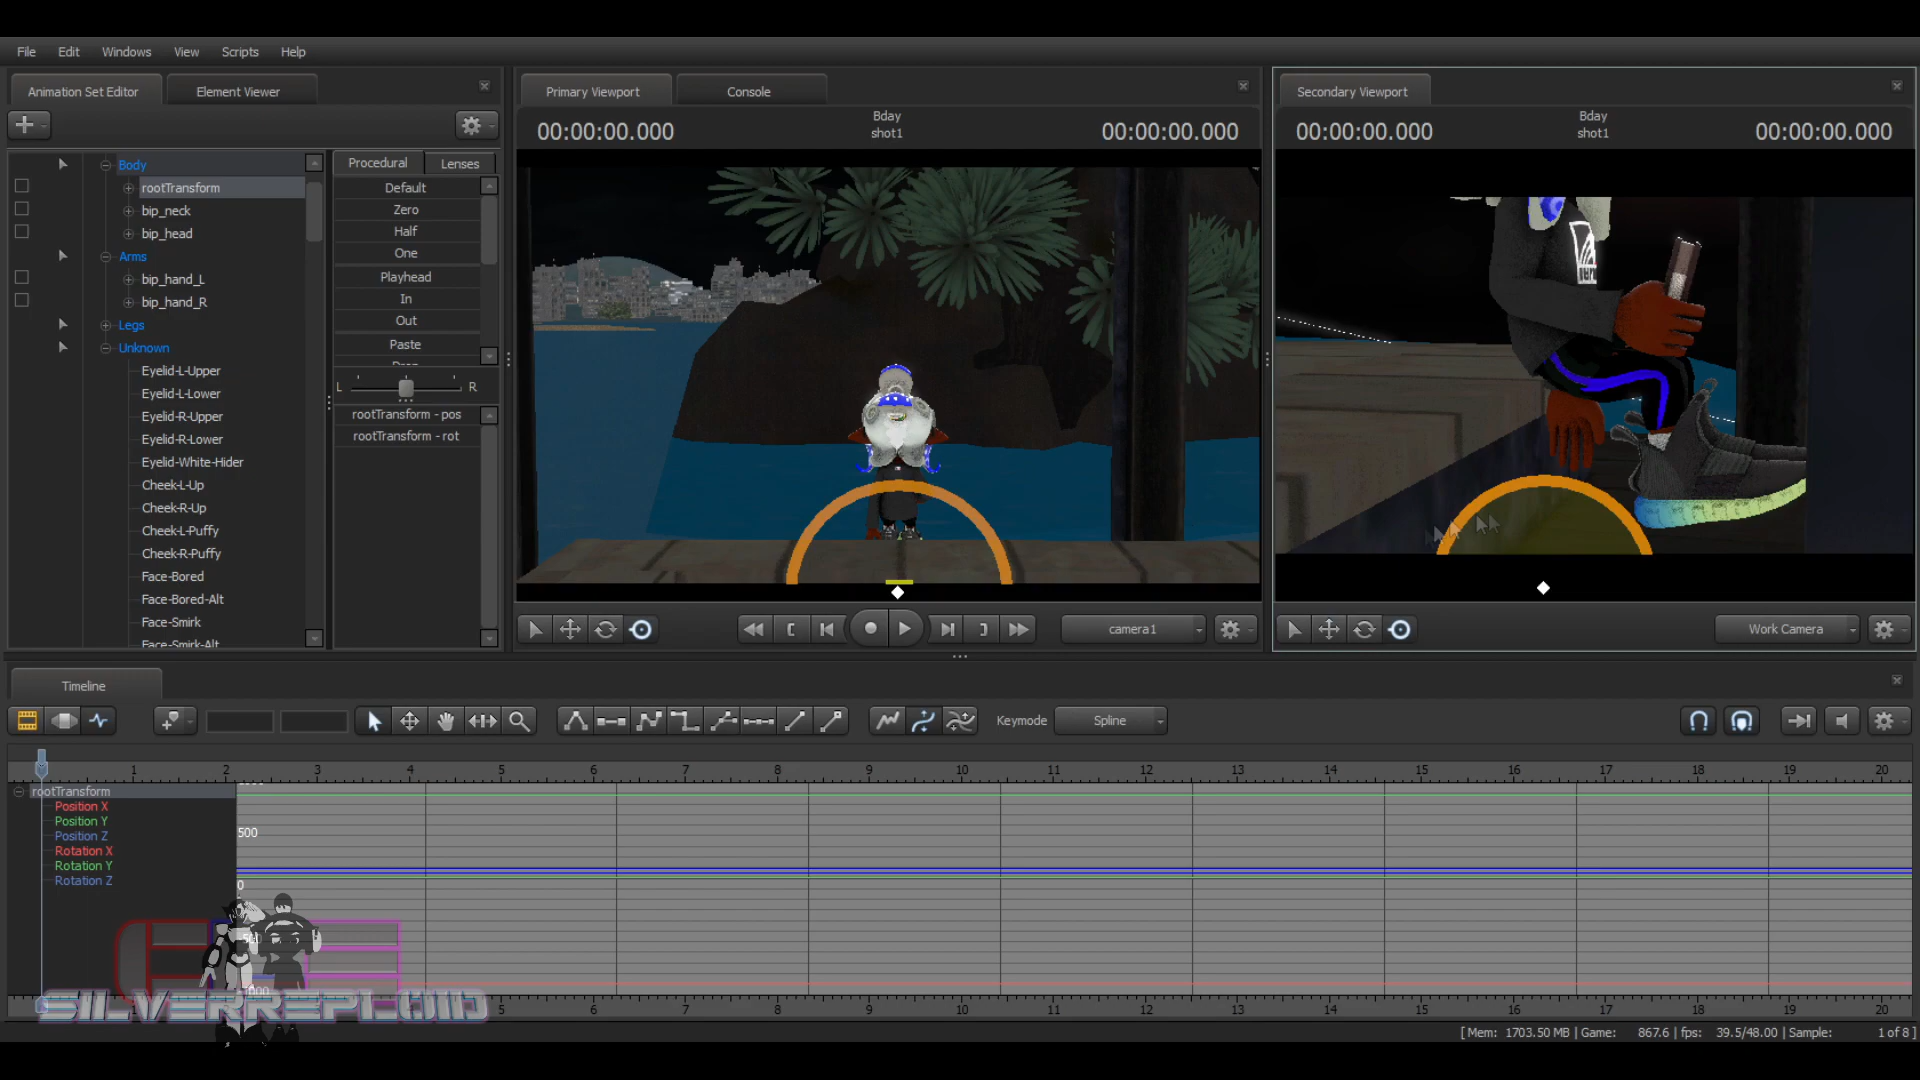 File Edit Windows View Scripts Help
Animation Set Editor Element Viewer Primary Viewport Console Secondary Viewport
00:00:00.000 Bday shot1 00:00:00.000 00:00:00.000 Bday shot1 00:00:00.000
Body
rootTransform
bip_neck
bip_head
Arms
bip_hand_L
bip_hand_R
Legs
Unknown
Eyelid-L-Upper
Eyelid-L-Lower
Eyelid-R-Upper
Eyelid-R-Lower
Eyelid-White-Hider
Cheek-L-Up
Cheek-R-Up
Cheek-L-Puffy
Cheek-R-Puffy
Face-Bored
Face-Bored-Alt
Face-Smirk
Face-Smirk-Alt
Procedural Lenses
Default
Zero
Half
One
Playhead
In
Out
Paste
Drop
L R
rootTransform - pos
rootTransform - rot
camera1 Work Camera
Timeline
Keymode Spline
1 2 3 4 5 6 7 8 9 10 11 12 13 14 15 16 17 18 19 20
rootTransform
Position X
Position Y
Position Z
Rotation X
Rotation Y
Rotation Z
500
0
-500
SILVERREPLOID
5 6 7 8 9 10 11 12 13 14 15 16 17 18 19 20
[ Mem: 1703.50 MB | Game: 867.6 | fps: 39.5/48.00 | Sample: 1 of 8 ]